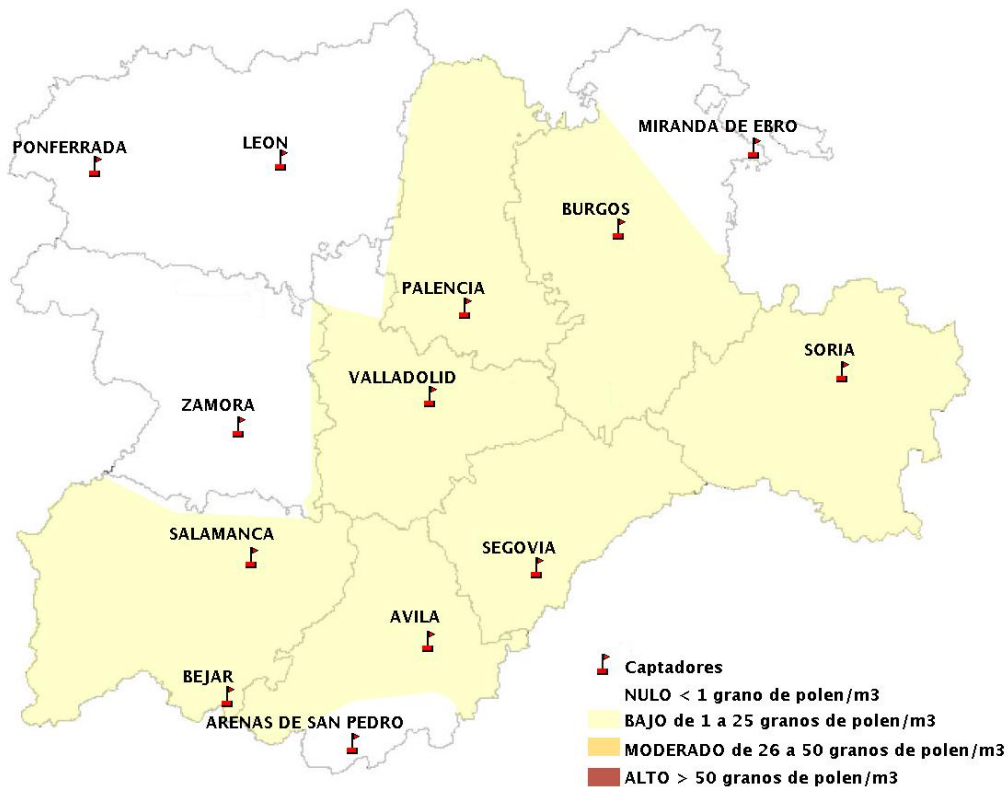 MIRANDA DE EBRO
PONFERRADA
LEON
BURGOS
PALENCIA
SORIA
VALLADOLID
ZAMORA
SALAMANCA
SEGOVIA
AVILA
BEJAR
ARENAS DE SAN PEDRO
Captadores
NULO < 1 grano de polen/m3
BAJO de 1 a 25 granos de polen/m3
MODERADO de 26 a 50 granos de polen/m3
ALTO > 50 granos de polen/m3